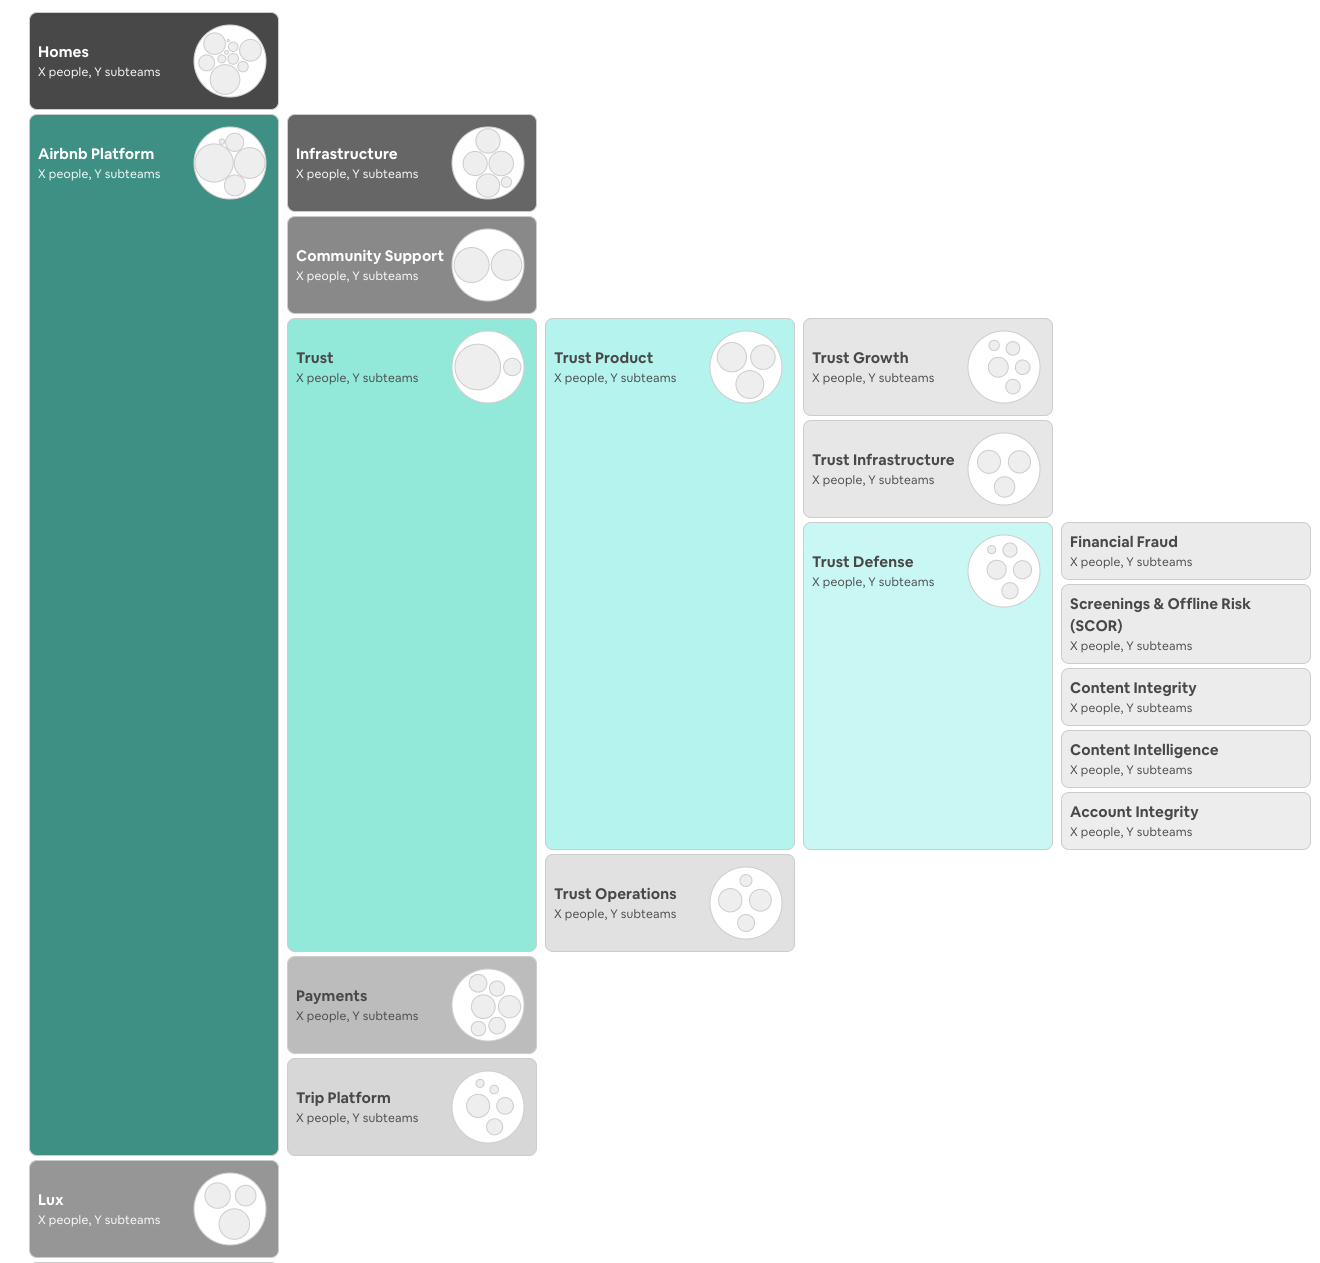 Homes
X people, Y subteams
Airbnb Platform
X people, Y subteams
Infrastructure
X people, Y subteams
Community Support
X people, Y subteams
Trust
X people, Y subteams
Trust Product
X people, Y subteams
Trust Growth
X people, Y subteams
Trust Infrastructure
X people, Y subteams
Trust Defense
X people, Y subteams
Financial Fraud
X people, Y subteams
Screenings & Offline Risk
(SCOR)
X people, Y subteams
Content Integrity
X people, Y subteams
Content Intelligence
X people, Y subteams
Account Integrity
X people, Y subteams
Trust Operations
X people, Y subteams
Payments
X people, Y subteams
Trip Platform
X people, Y subteams
Lux
X people, Y subteams